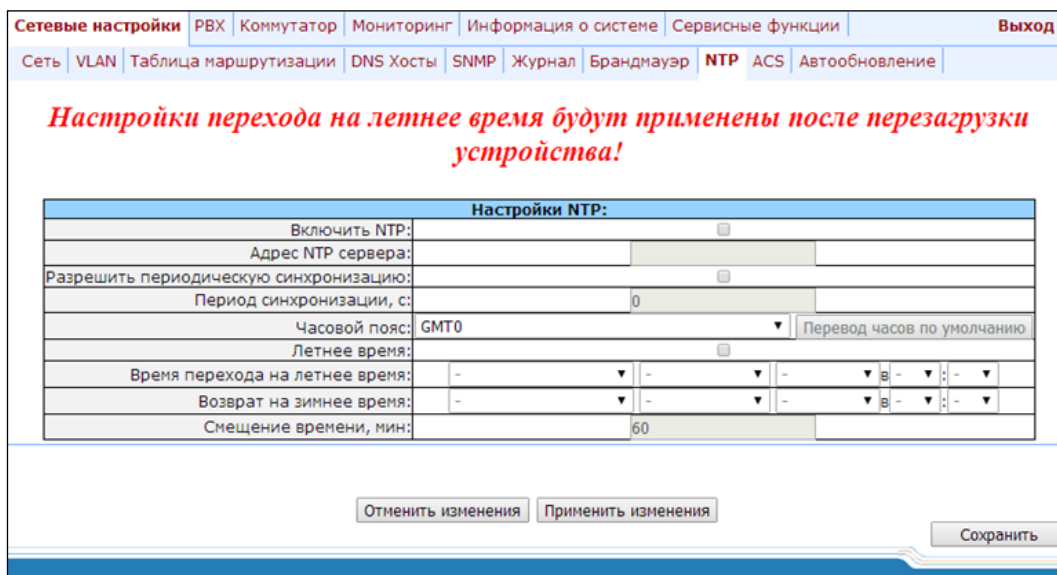 Сетевые настройки PBX Коммутатор Мониторинг Информация о системе Сервисные функции Выход
Сеть VLAN Таблица маршрутизации DNS Хосты SNMP Журнал Брандмауэр NTP ACS Автообновление
Настройки перехода на летнее время будут применены после перезагрузки
устройства!
Настройки NTP:
Включить NTP:
Адрес NTP сервера:
Разрешить периодическую синхронизацию:
Период синхронизации, с: 0
Часовой пояс: GMT0 Перевод часов по умолчанию
Летнее время:
Время перехода на летнее время: - - - в - : -
Возврат на зимнее время: - - - в - : -
Смещение времени, мин: 60
Отменить изменения Применить изменения
Сохранить